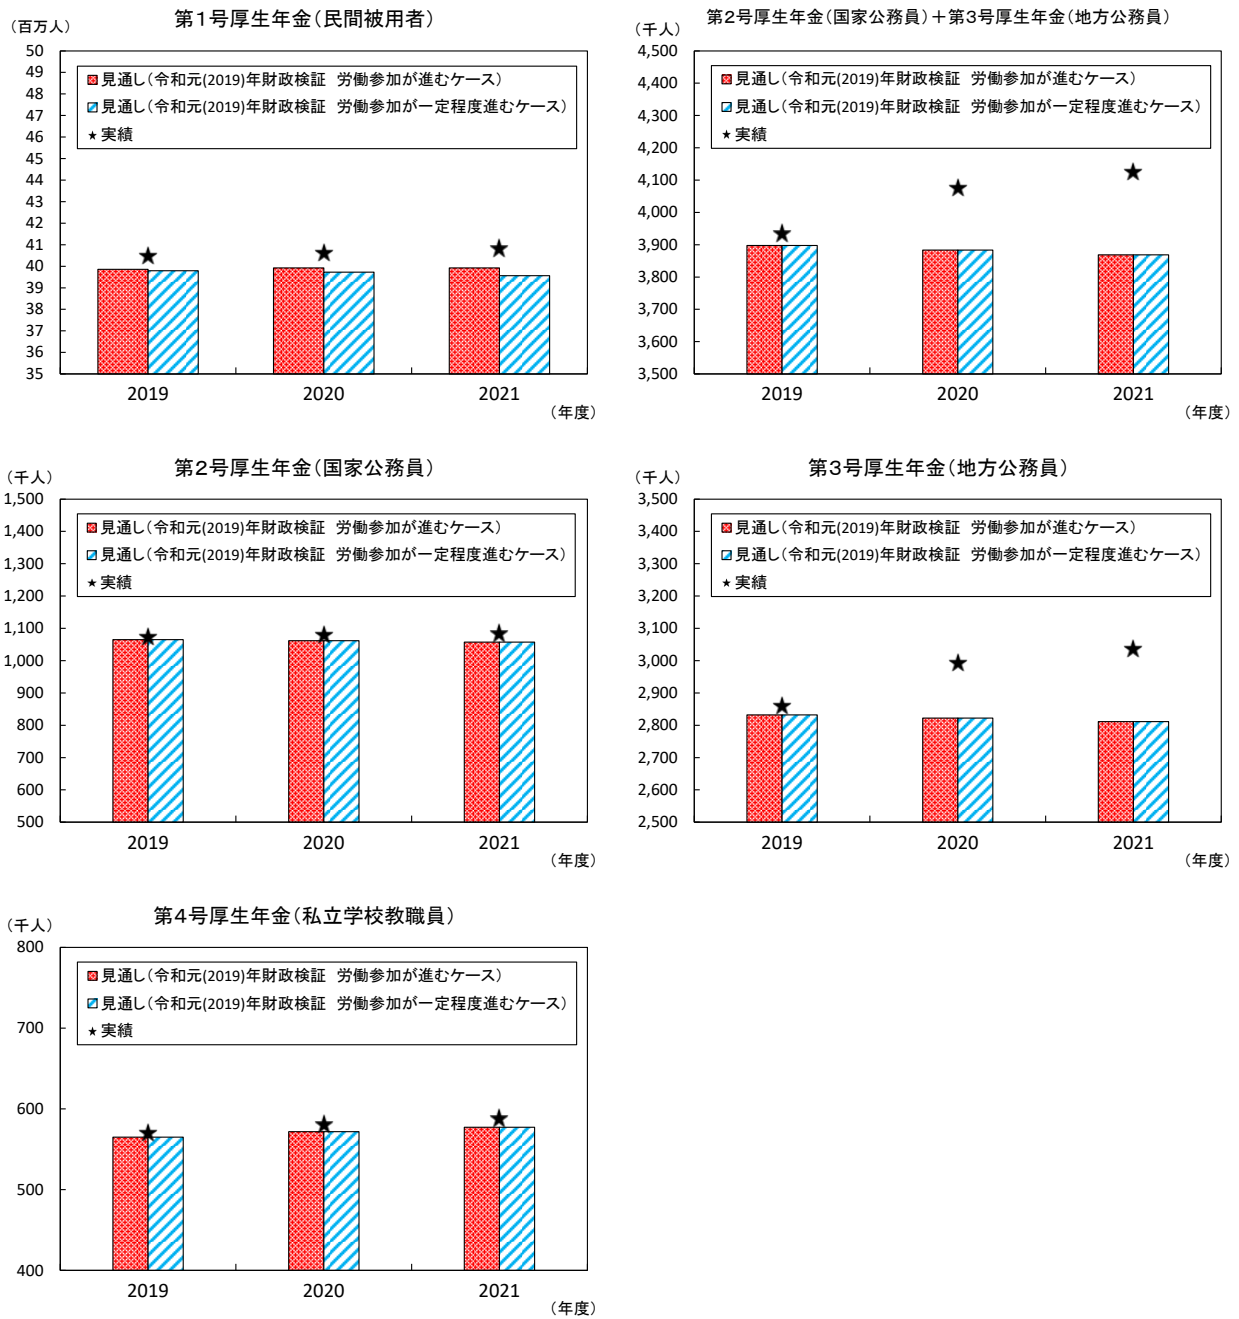 第1号厚生年金(民間被用者)
(百万人)
50
49
48
47
46
45
44
43
42
41
40
39
38
37
36
35
見通し(令和元(2019)年財政検証 労働参加が進むケース)
見通し(令和元(2019)年財政検証 労働参加が一定程度進むケース)
★実績
2019 2020 2021
(年度)
第2号厚生年金(国家公務員)+第3号厚生年金(地方公務員)
(千人)
4,500
4,400
4,300
4,200
4,100
4,000
3,900
3,800
3,700
3,600
3,500
見通し(令和元(2019)年財政検証 労働参加が進むケース)
見通し(令和元(2019)年財政検証 労働参加が一定程度進むケース)
★実績
2019 2020 2021
(年度)
第2号厚生年金(国家公務員)
(千人)
1,500
1,400
1,300
1,200
1,100
1,000
900
800
700
600
500
見通し(令和元(2019)年財政検証 労働参加が進むケース)
見通し(令和元(2019)年財政検証 労働参加が一定程度進むケース)
★実績
2019 2020 2021
(年度)
第3号厚生年金(地方公務員)
(千人)
3,500
3,400
3,300
3,200
3,100
3,000
2,900
2,800
2,700
2,600
2,500
見通し(令和元(2019)年財政検証 労働参加が進むケース)
見通し(令和元(2019)年財政検証 労働参加が一定程度進むケース)
★実績
2019 2020 2021
(年度)
第4号厚生年金(私立学校教職員)
(千人)
800
700
600
500
400
見通し(令和元(2019)年財政検証 労働参加が進むケース)
見通し(令和元(2019)年財政検証 労働参加が一定程度進むケース)
★実績
2019 2020 2021
(年度)